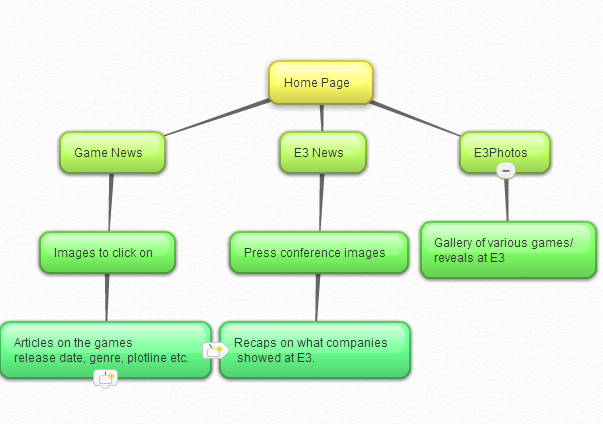 Home Page
Game News
E3 News
E3Photos
Images to click on
Press conference images
Gallery of various games/
reveals at E3
Articles on the games
release date, genre, plotline etc.
Recaps on what companies
showed at E3.